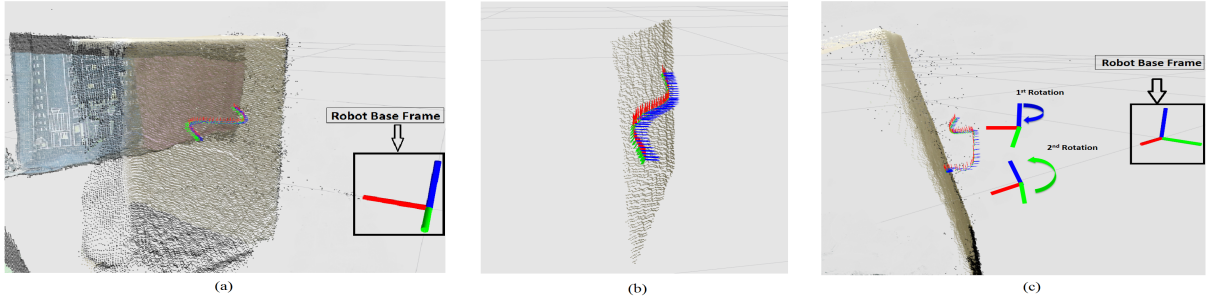 Robot Base Frame
1st Rotation
2nd Rotation
Robot Base Frame
(a)
(b)
(c)